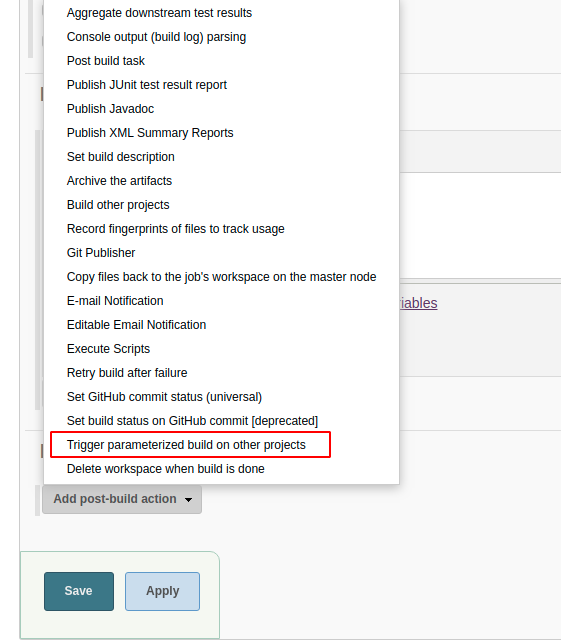 Aggregate downstream test results
Console output (build log) parsing
Post build task
Publish JUnit test result report
Publish Javadoc
Publish XML Summary Reports
Set build description
Archive the artifacts
Build other projects
Record fingerprints of files to track usage
Git Publisher
Copy files back to the job's workspace on the master node
E-mail Notification
iables
Editable Email Notification
Execute Scripts
Retry build after failure
Set GitHub commit status (universal)
Set build status on GitHub commit [deprecated]
Trigger parameterized build on other projects
Delete workspace when build is done
Add post-build action
Save
Apply